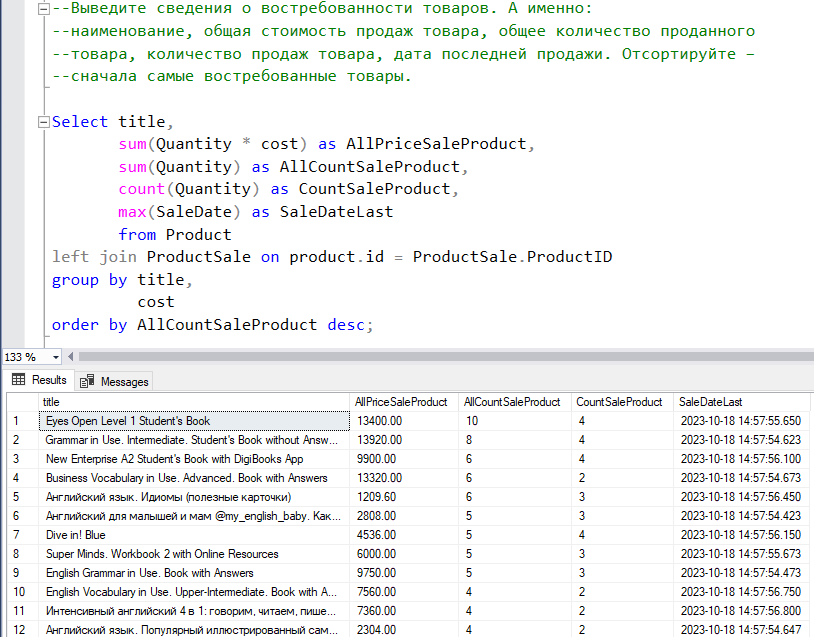 --Выведите сведения о востребованности товаров. А именно:
--наименование, общая стоимость продаж товара, общее количество проданного
--товара, количество продаж товара, дата последней продажи. Отсортируйте –
--сначала самые востребованные товары.
Select title,
sum(Quantity * cost) as AllPriceSaleProduct,
sum(Quantity) as AllCountSaleProduct,
count(Quantity) as CountSaleProduct,
max(SaleDate) as SaleDateLast
from Product
left join ProductSale on product.id = ProductSale.ProductID
group by title,
cost
order by AllCountSaleProduct desc;
133 %
Results Messages
title AllPriceSaleProduct AllCountSaleProduct CountSaleProduct SaleDateLast
1 Eyes Open Level 1 Student's Book 13400.00 10 4 2023-10-18 14:57:55.650
2 Grammar in Use. Intermediate. Student's Book without Answ... 13920.00 8 4 2023-10-18 14:57:54.623
3 New Enterprise A2 Student's Book with DigiBooks App 9900.00 6 4 2023-10-18 14:57:56.100
4 Business Vocabulary in Use. Advanced. Book with Answers 13320.00 6 2 2023-10-18 14:57:54.673
5 Английский язык. Идиомы (полезные карточки) 1209.60 6 3 2023-10-18 14:57:56.450
6 Английский для малышей и мам @my_english_baby. Как... 2808.00 5 3 2023-10-18 14:57:54.423
7 Dive in! Blue 4536.00 5 4 2023-10-18 14:57:56.150
8 Super Minds. Workbook 2 with Online Resources 6000.00 5 3 2023-10-18 14:57:55.673
9 English Grammar in Use. Book with Answers 9750.00 5 3 2023-10-18 14:57:54.473
10 English Vocabulary in Use. Upper-Intermediate. Book with A... 7560.00 4 2 2023-10-18 14:57:56.750
11 Интенсивный английский 4 в 1: говорим, читаем, пише... 7360.00 4 2 2023-10-18 14:57:56.800
12 Английский язык. Популярный иллюстрированный сам... 2304.00 4 2 2023-10-18 14:57:54.647